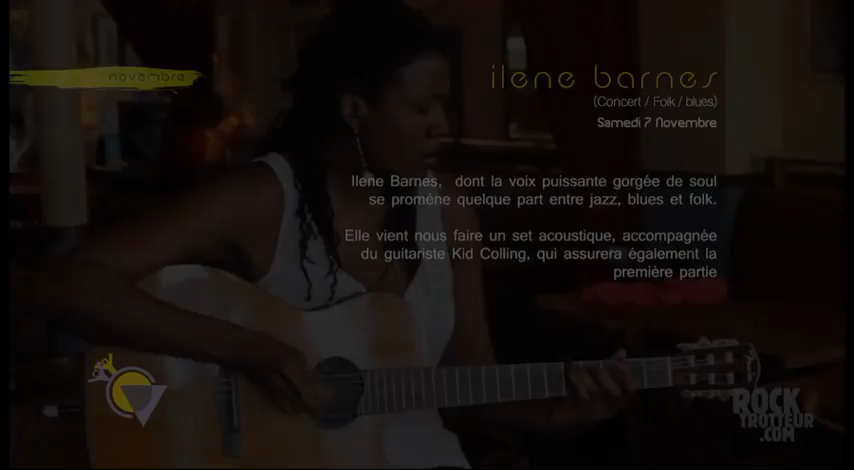 novembre
ilene barnes
(Concert / Folk / blues)
Samedi 7 Novembre
Ilene Barnes, dont la voix puissante gorgée de soul
se promène quelque part entre jazz, blues et folk.
Elle vient nous faire un set acoustique, accompagnée
du guitariste Kid Colling, qui assurera également la
première partie
ROCK
TROTTEUR
.COM